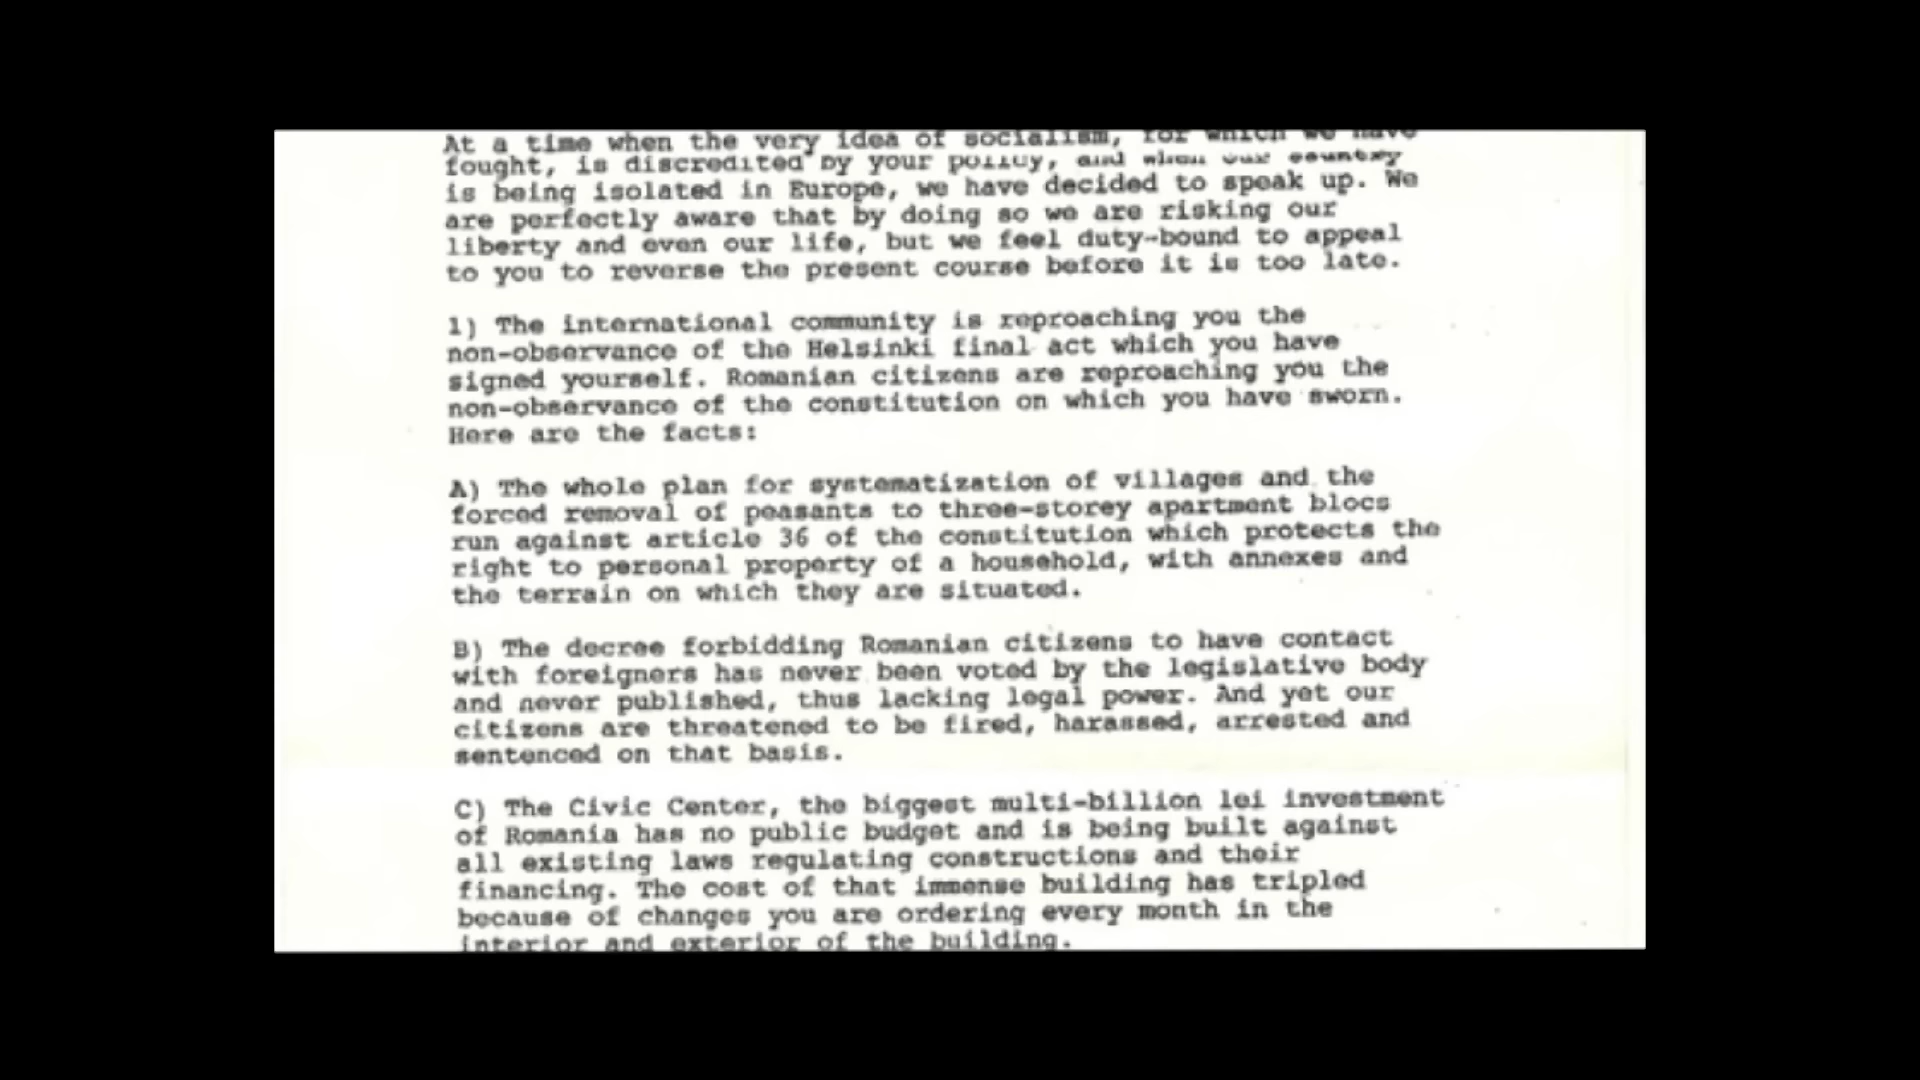 At a time when the very idea of socialism, for which we have
fought, is discredited by your policy, and when our country
is being isolated in Europe, we have decided to speak up. We
are perfectly aware that by doing so we are risking our
liberty and even our life, but we feel duty-bound to appeal
to you to reverse the present course before it is too late.
1) The international community is reproaching you the
non-observance of the Helsinki final act which you have
signed yourself. Romanian citizens are reproaching you the
non-observance of the constitution on which you have sworn.
Here are the facts:
A) The whole plan for systematization of villages and the
forced removal of peasants to three-storey apartment blocs
run against article 36 of the constitution which protects the
right to personal property of a household, with annexes and
the terrain on which they are situated.
B) The decree forbidding Romanian citizens to have contact
with foreigners has never been voted by the legislative body
and never published, thus lacking legal power. And yet our
citizens are threatened to be fired, harassed, arrested and
sentenced on that basis.
C) The Civic Center, the biggest multi-billion lei investment
of Romania has no public budget and is being built against
all existing laws regulating constructions and their
financing. The cost of that immense building has tripled
because of changes you are ordering every month in the
interior and exterior of the building.